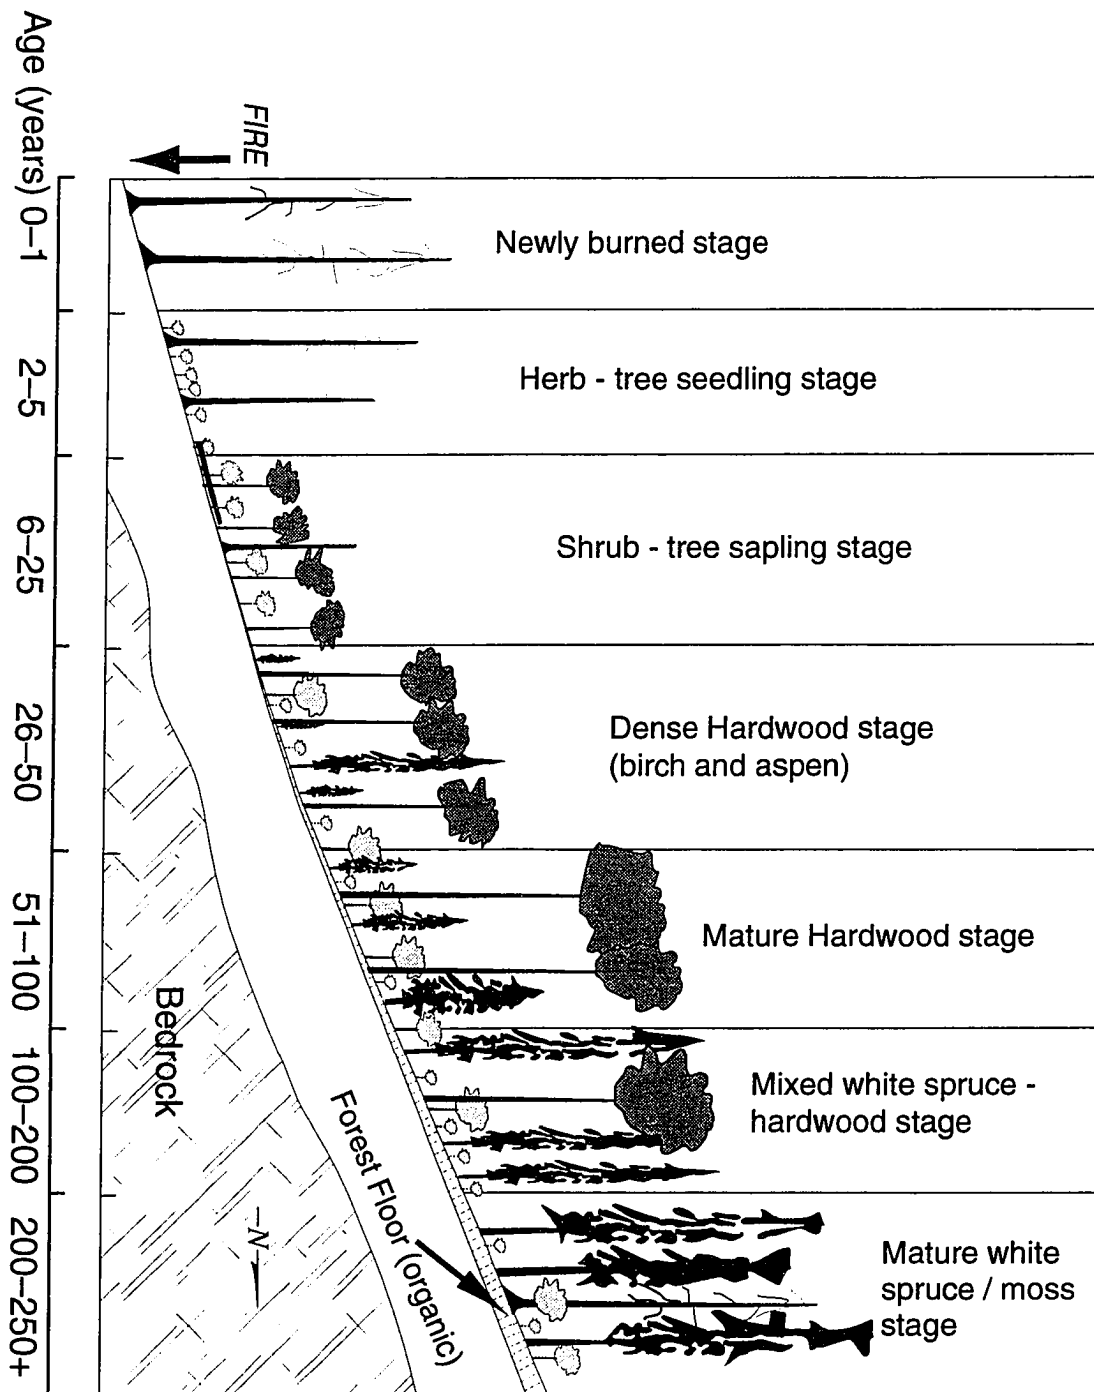 FIRE
Newly burned stage
Herb - tree seedling stage
Shrub - tree sapling stage
Dense Hardwood stage
(birch and aspen)
Mature Hardwood stage
Mixed white spruce -
hardwood stage
Mature white
spruce / moss
stage
Forest Floor (organic)
Bedrock
N
Age (years)
0–1
2–5
6–25
26–50
51–100
100–200
200–250+